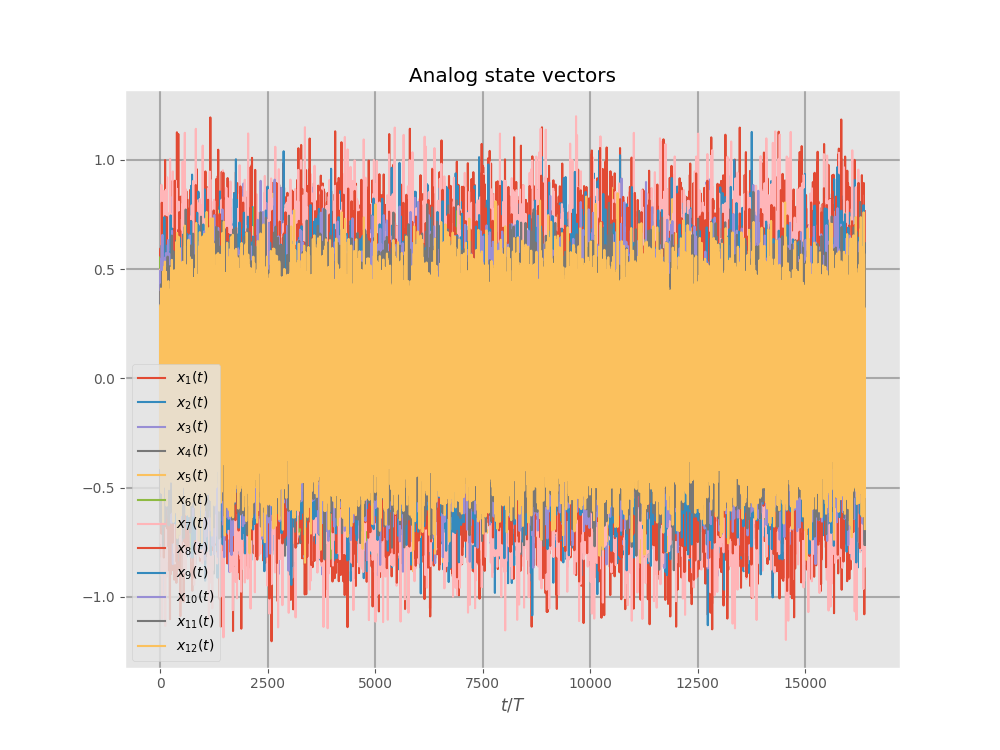 Analog state vectors
1.0
0.5
0.0
−0.5
−1.0
x₁(t)
x₂(t)
x₃(t)
x₄(t)
x₅(t)
x₆(t)
x₇(t)
x₈(t)
x₉(t)
x₁₀(t)
x₁₁(t)
x₁₂(t)
0 2500 5000 7500 10000 12500 15000
t/T